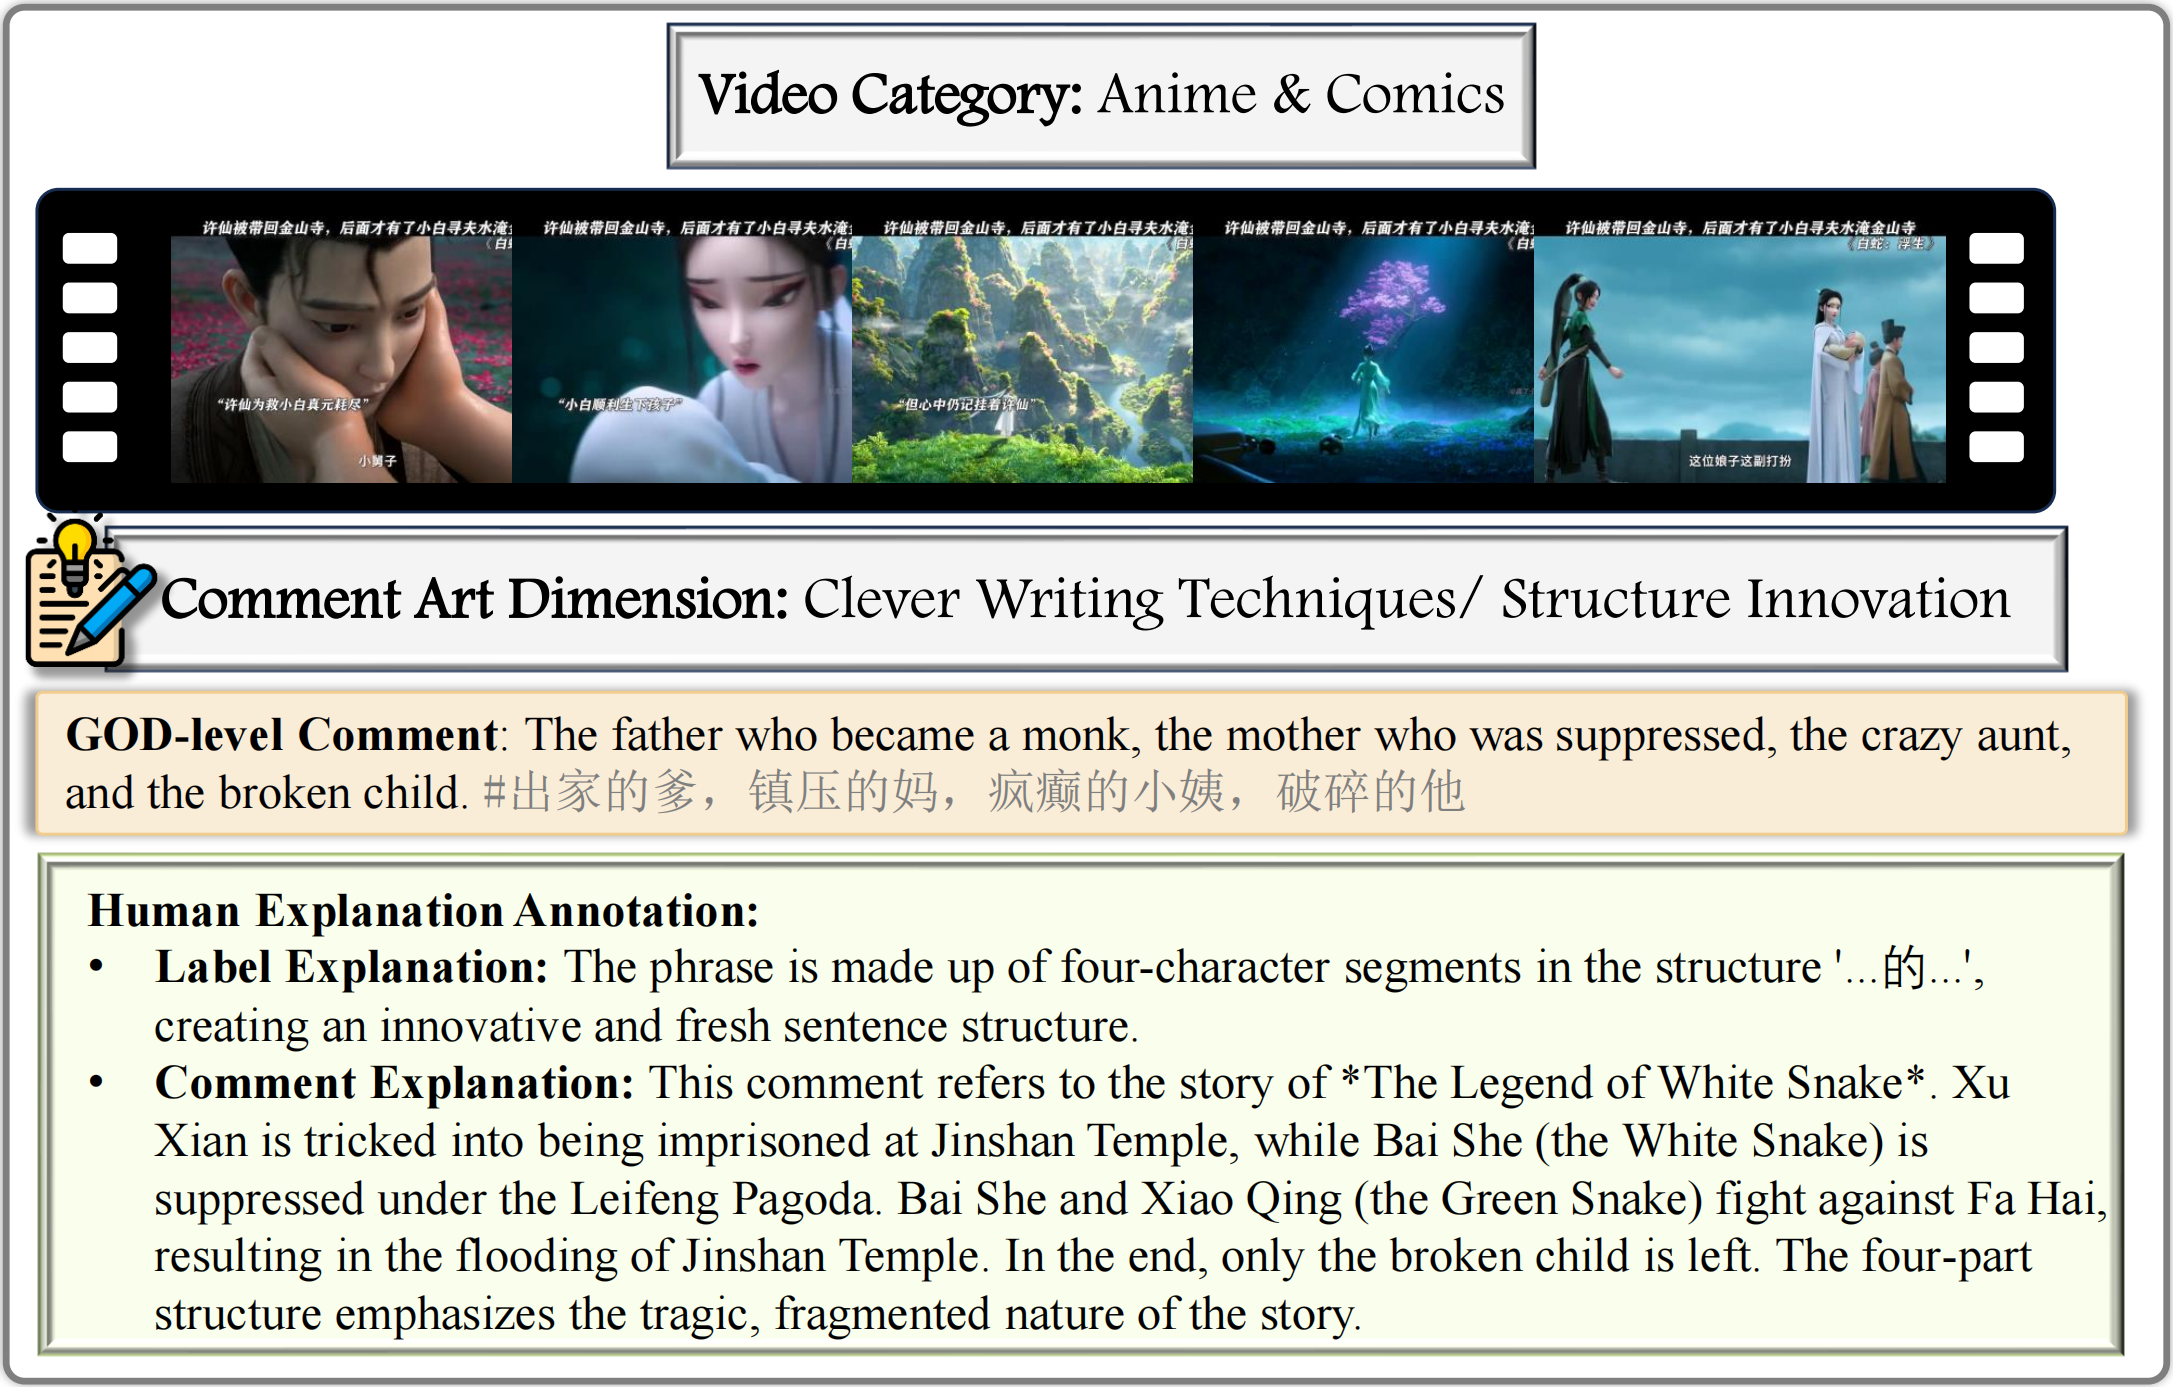 Video Category: Anime & Comics
许仙被带回金山寺，后面才有了小白寻夫水淹
《白
许仙被带回金山寺，后面才有了小白寻夫水淹
《白
许仙被带回金山寺，后面才有了小白寻夫水淹
《白
许仙被带回金山寺，后面才有了小白寻夫水淹
《白
许仙被带回金山寺，后面才有了小白寻夫水淹金山寺
《白蛇：浮生》
“许仙为救小白真元耗尽”
“小白顺利生下孩子”
“但心中仍记挂着许仙”
小舅子
这位娘子这副打扮
Comment Art Dimension: Clever Writing Techniques/ Structure Innovation
GOD-level Comment: The father who became a monk, the mother who was suppressed, the crazy aunt,
and the broken child. #出家的爹，镇压的妈，疯癫的小姨，破碎的他
Human Explanation Annotation:
• Label Explanation: The phrase is made up of four-character segments in the structure '...的...',
creating an innovative and fresh sentence structure.
• Comment Explanation: This comment refers to the story of *The Legend of White Snake*. Xu
Xian is tricked into being imprisoned at Jinshan Temple, while Bai She (the White Snake) is
suppressed under the Leifeng Pagoda. Bai She and Xiao Qing (the Green Snake) fight against Fa Hai,
resulting in the flooding of Jinshan Temple. In the end, only the broken child is left. The four-part
structure emphasizes the tragic, fragmented nature of the story.